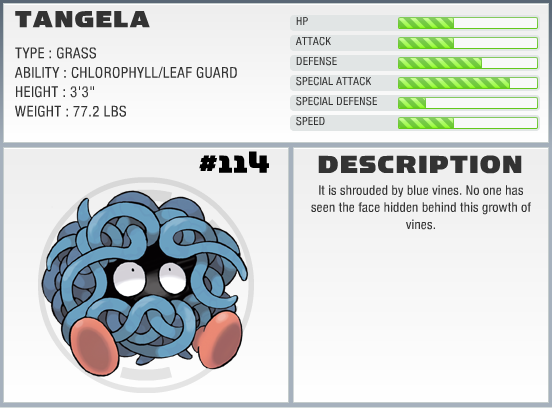 TANGELA
TYPE : GRASS
ABILITY : CHLOROPHYLL/LEAF GUARD
HEIGHT : 3'3"
WEIGHT : 77.2 LBS
HP
ATTACK
DEFENSE
SPECIAL ATTACK
SPECIAL DEFENSE
SPEED
#114
DESCRIPTION
It is shrouded by blue vines. No one has
seen the face hidden behind this growth of
vines.